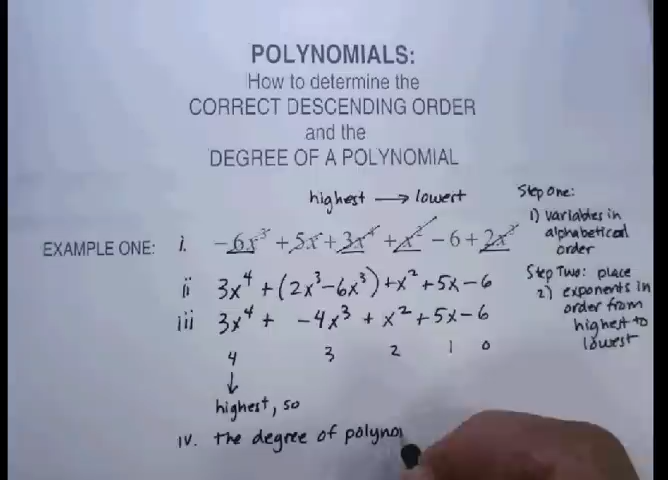 POLYNOMIALS:
How to determine the
CORRECT DESCENDING ORDER
and the
DEGREE OF A POLYNOMIAL
highest → lowest
EXAMPLE ONE: i. -6x³ + 5x + 3x⁴ + x² - 6 + 2x³
ii 3x⁴ + (2x³ - 6x³) + x² + 5x - 6
iii 3x⁴ + -4x³ + x² + 5x - 6
4 3 2 1 0
↓
highest, so
iv. the degree of polyno
Step One:
1) variables in
alphabetical
order
Step Two: place
2) exponents in
order from
highest to
lowest